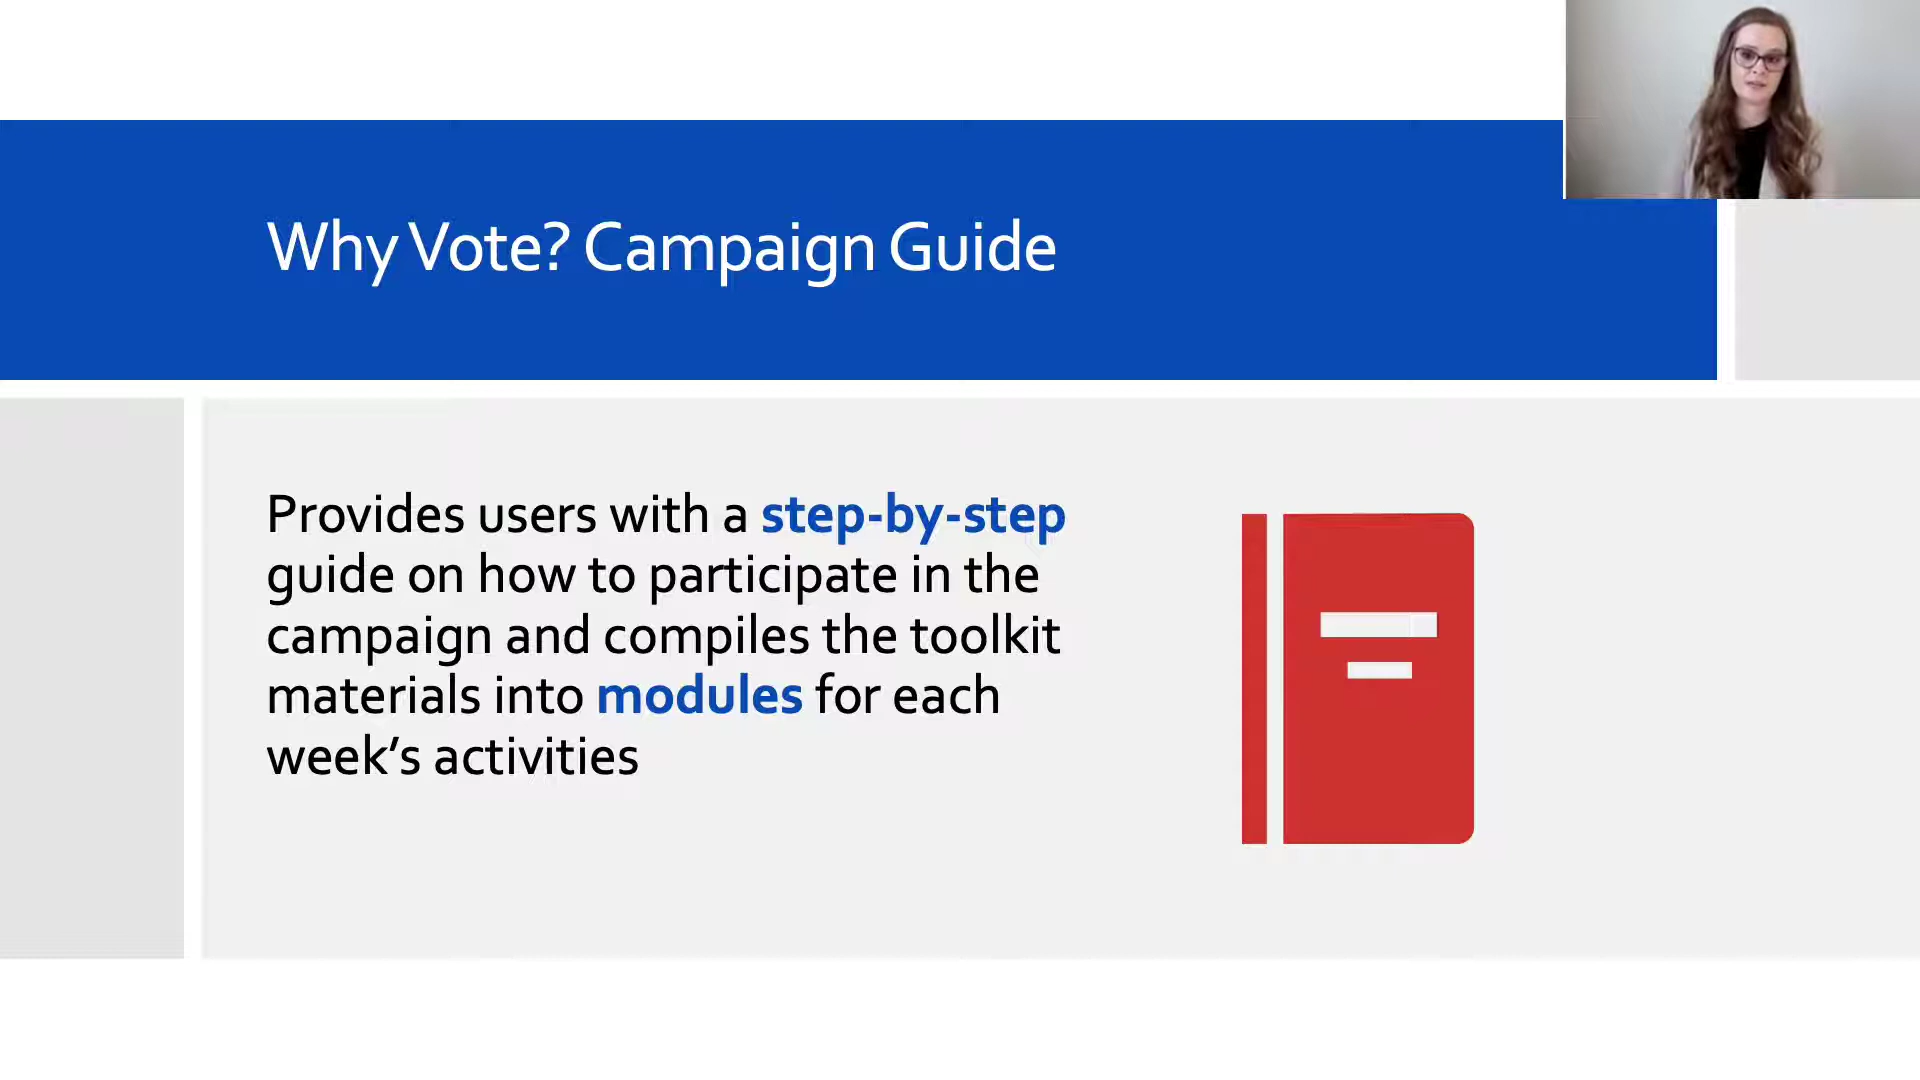 Why Vote? Campaign Guide
Provides users with a step-by-step
guide on how to participate in the
campaign and compiles the toolkit
materials into modules for each
week’s activities